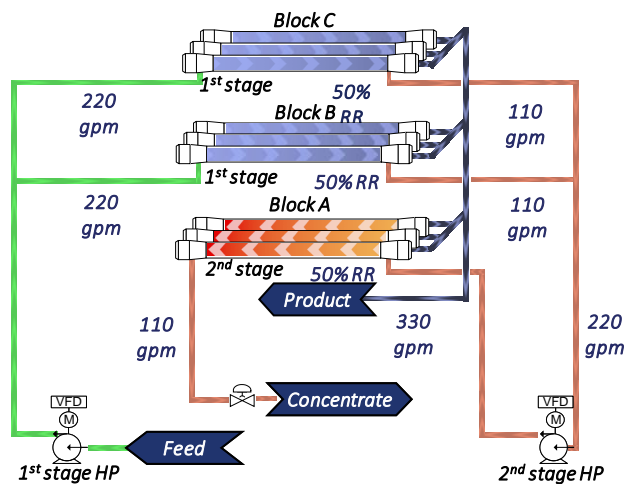 Block C
1st stage
220
gpm
50%
RR
110
gpm
Block B
1st stage
50% RR
220
gpm
110
gpm
Block A
2nd stage
50% RR
Product
110
gpm
330
gpm
220
gpm
Concentrate
VFD
M
VFD
M
Feed
1st stage HP
2nd stage HP